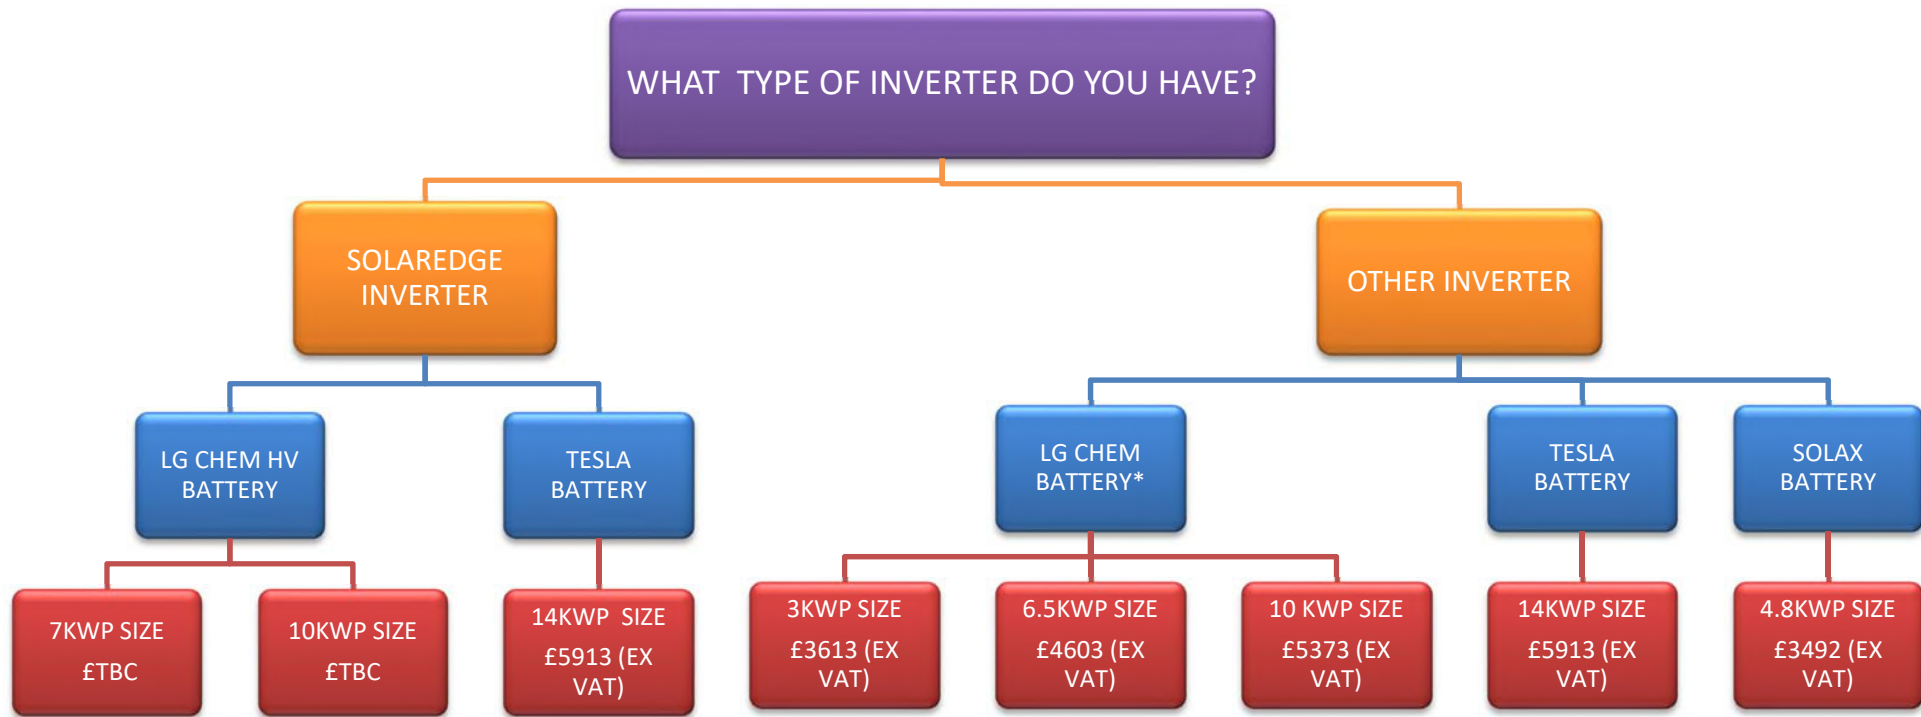 WHAT  TYPE OF INVERTER DO YOU HAVE?
SOLAREDGE
INVERTER
OTHER INVERTER
LG CHEM HV
BATTERY
TESLA
BATTERY
LG CHEM
BATTERY*
TESLA
BATTERY
SOLAX
BATTERY
7KWP SIZE
£TBC
10KWP SIZE
£TBC
14KWP  SIZE
£5913 (EX
VAT)
3KWP SIZE
£3613 (EX
VAT)
6.5KWP SIZE
£4603 (EX
VAT)
10 KWP SIZE
£5373 (EX
VAT)
14KWP SIZE
£5913 (EX
VAT)
4.8KWP SIZE
£3492 (EX
VAT)